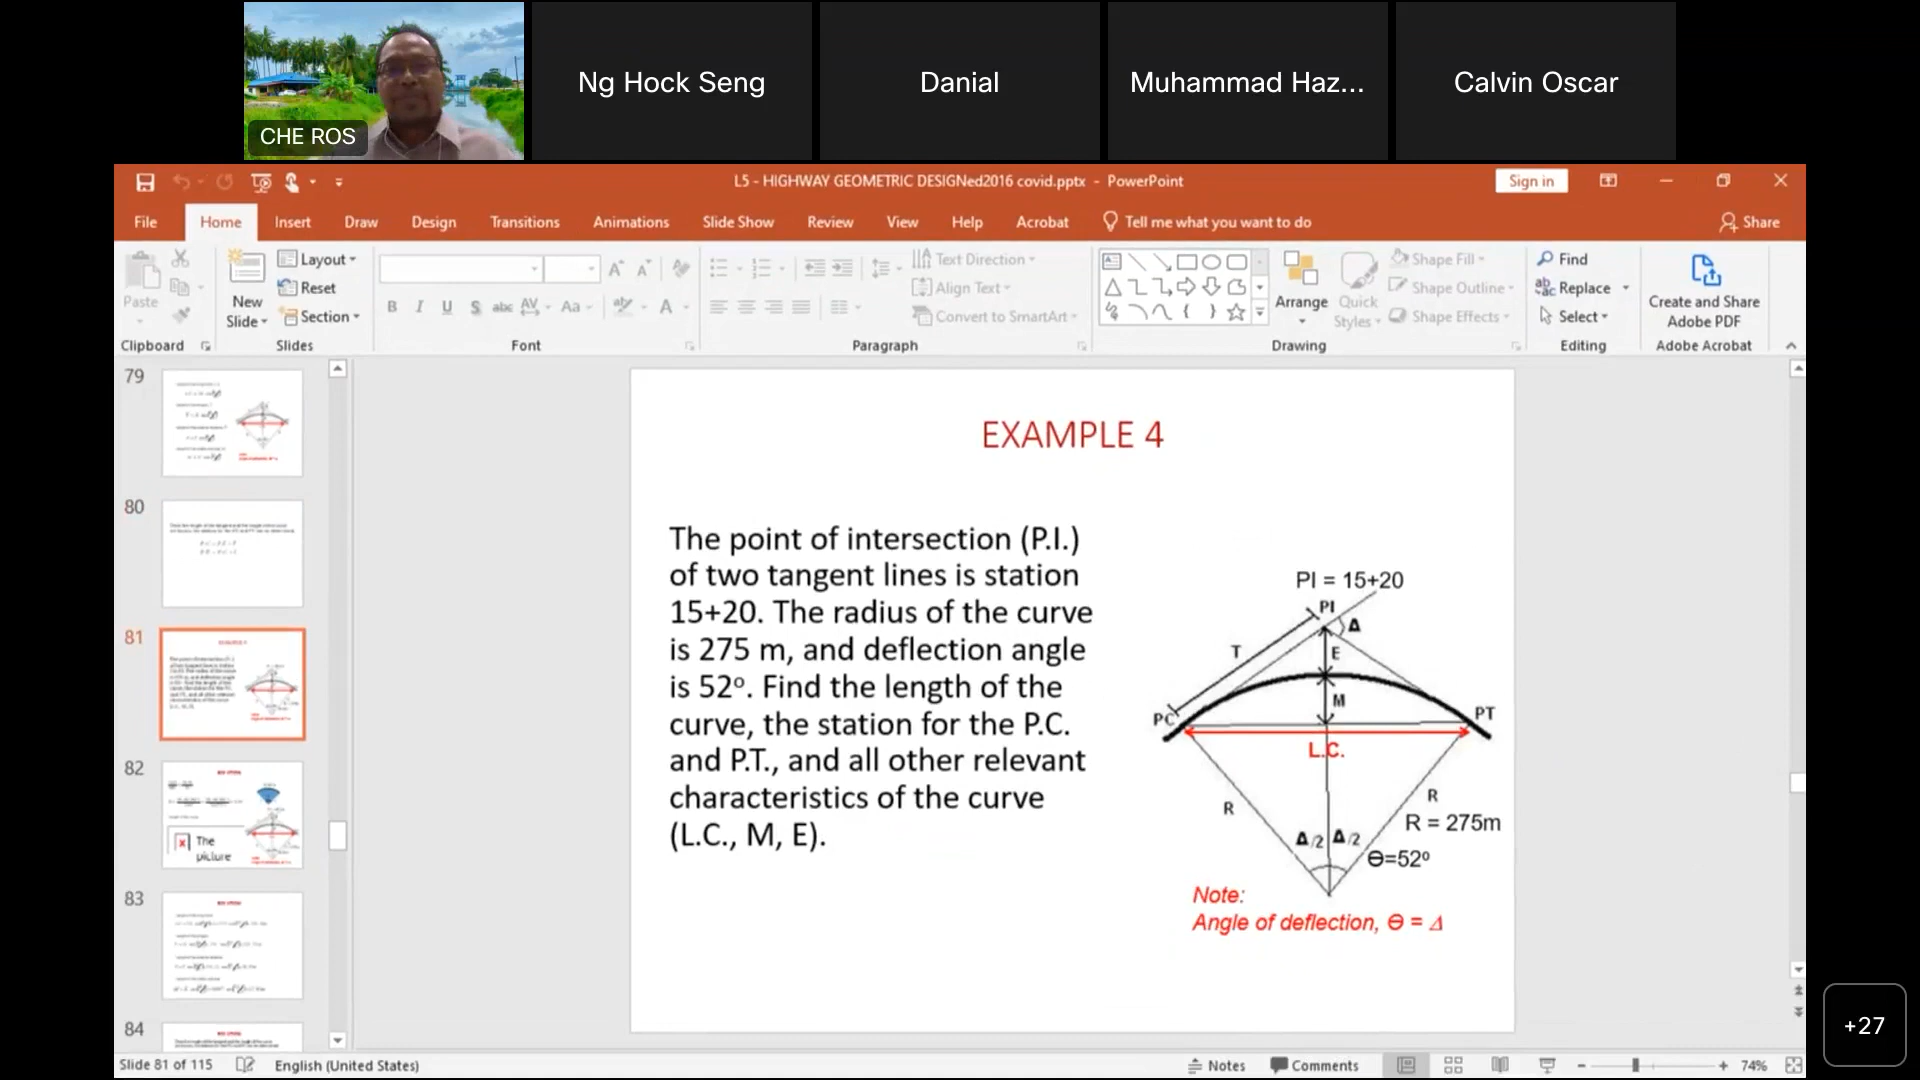 CHE ROS
Ng Hock Seng
Danial
Muhammad Haz...
Calvin Oscar
L5 - HIGHWAY GEOMETRIC DESIGNed2016 covid.pptx - PowerPoint
Sign in
File Home Insert Draw Design Transitions Animations Slide Show Review View Help Acrobat Tell me what you want to do Share
Paste
New Slide
Layout
Reset
Section
B I U S abc AV Aa A
Text Direction
Align Text
Convert to SmartArt
Arrange
Quick Styles
Shape Fill
Shape Outline
Shape Effects
Find
Replace
Select
Create and Share Adobe PDF
Clipboard Slides Font Paragraph Drawing Editing Adobe Acrobat
79
80
81
82
The picture
83
84
EXAMPLE 4
The point of intersection (P.I.)
of two tangent lines is station
15+20. The radius of the curve
is 275 m, and deflection angle
is 52º. Find the length of the
curve, the station for the P.C.
and P.T., and all other relevant
characteristics of the curve
(L.C., M, E).
PI = 15+20
PI
Δ
T
E
M
PC
PT
L.C.
R
R
R = 275m
Δ/2 Δ/2
Ɵ=52º
Note:
Angle of deflection, Ɵ = Δ
Slide 81 of 115 English (United States) Notes Comments 74%
+27